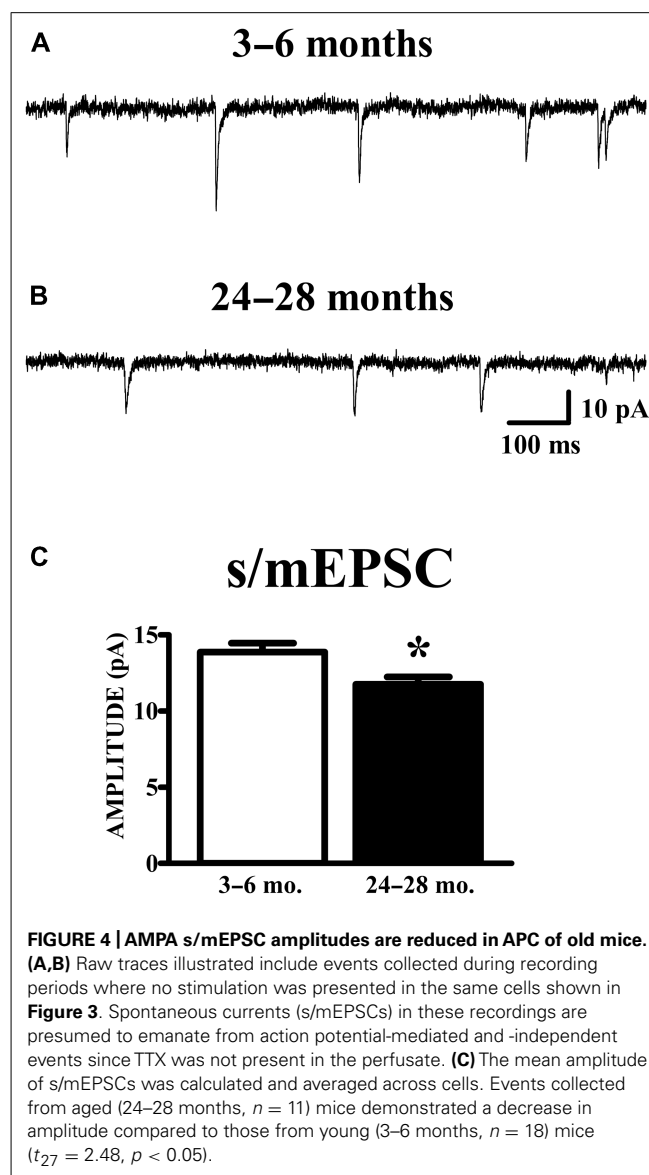 A
3–6 months
B
24–28 months
10 pA
100 ms
C
s/mEPSC
AMPLITUDE (pA)
15
10
5
0
*
3–6 mo.
24–28 mo.
FIGURE 4 | AMPA s/mEPSC amplitudes are reduced in APC of old mice.
(A,B) Raw traces illustrated include events collected during recording
periods where no stimulation was presented in the same cells shown in
Figure 3. Spontaneous currents (s/mEPSCs) in these recordings are
presumed to emanate from action potential-mediated and -independent
events since TTX was not present in the perfusate. (C) The mean amplitude
of s/mEPSCs was calculated and averaged across cells. Events collected
from aged (24–28 months, n = 11) mice demonstrated a decrease in
amplitude compared to those from young (3–6 months, n = 18) mice
(t27 = 2.48, p < 0.05).